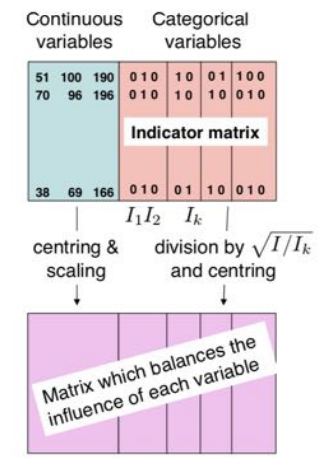 Continuous Categorical
variables variables
51 100 190 0 1 0 1 0 0 1 1 0 0
70 96 196 0 1 0 1 0 1 0 0 1 0
Indicator matrix
38 69 166 0 1 0 0 1 1 0 0 1 0
I₁ I₂ Iₖ
centring & division by √I/Iₖ
scaling and centring
Matrix which balances the
influence of each variable